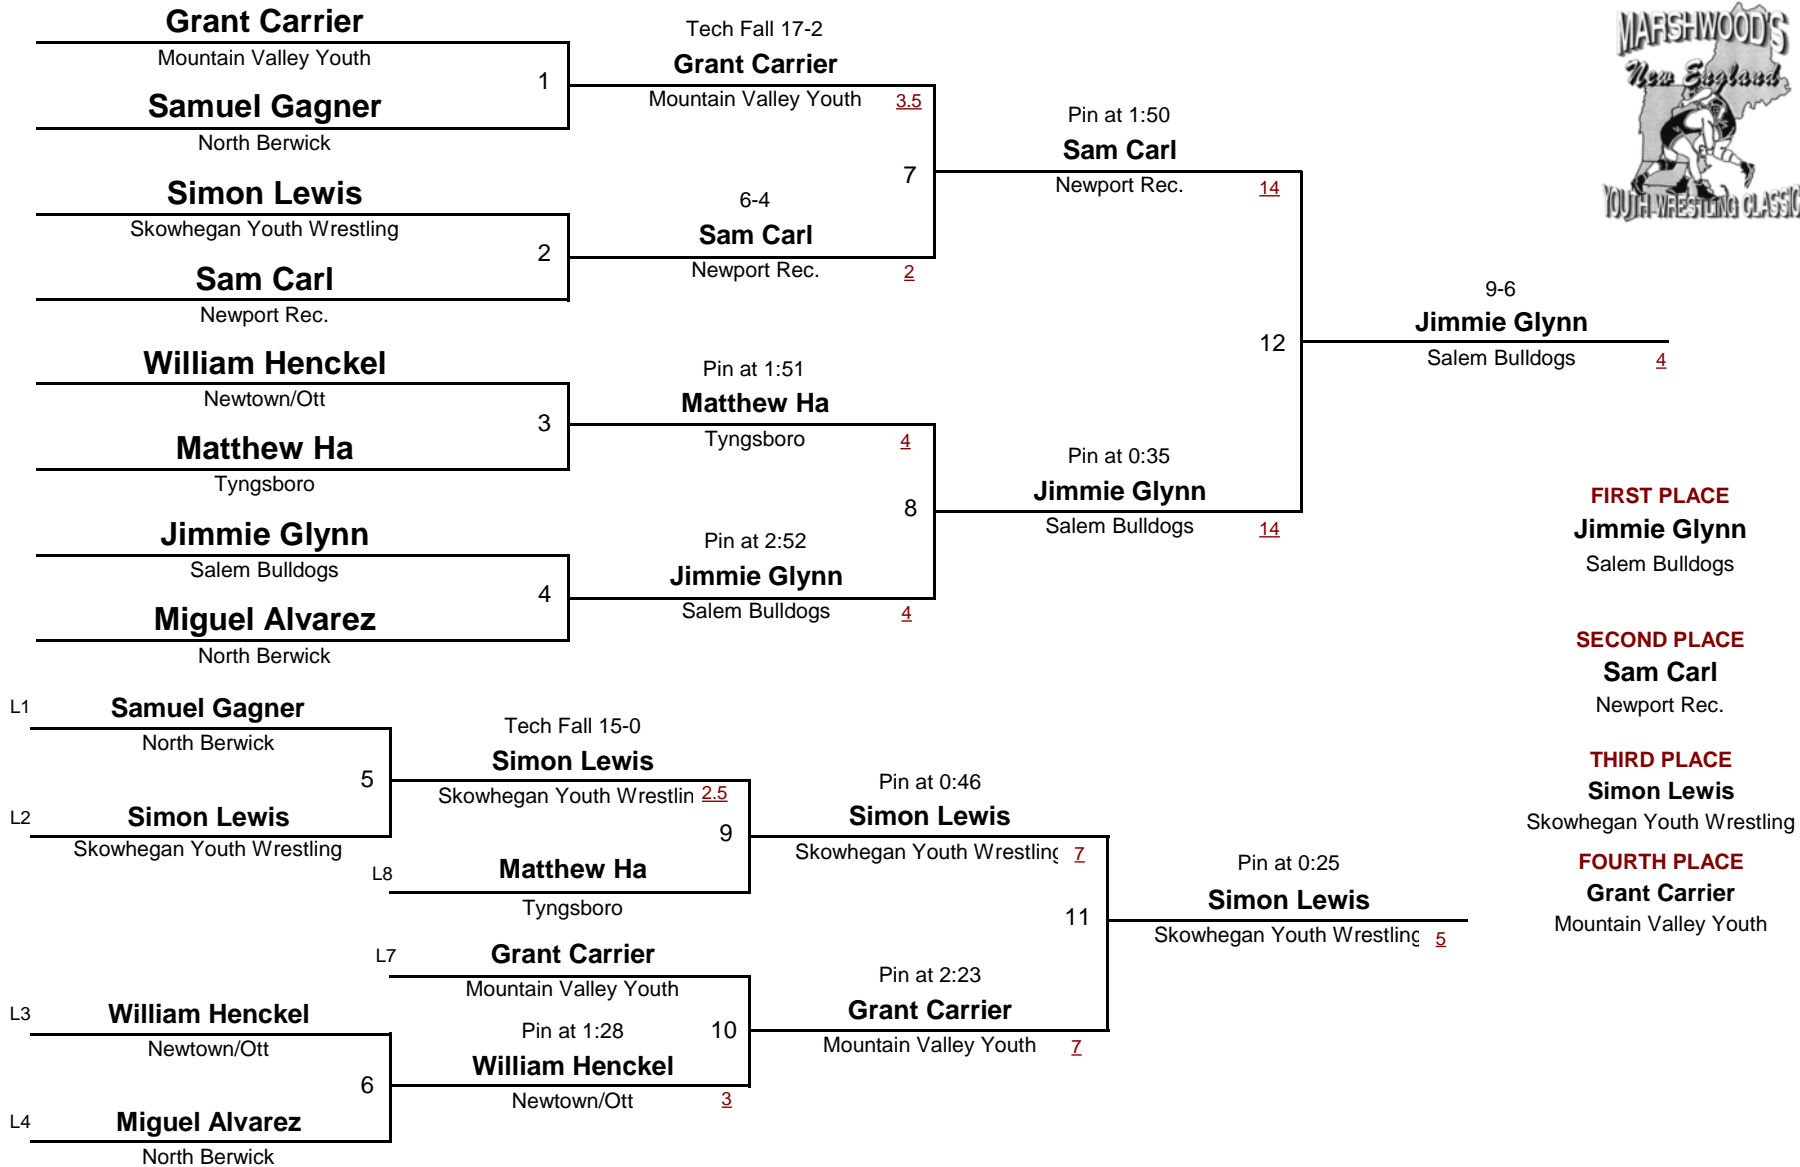 Grant Carrier
Mountain Valley Youth
1
Samuel Gagner
North Berwick
Simon Lewis
Skowhegan Youth Wrestling
2
Sam Carl
Newport Rec.
William Henckel
Newtown/Ott
3
Matthew Ha
Tyngsboro
Jimmie Glynn
Salem Bulldogs
4
Miguel Alvarez
North Berwick
Tech Fall 17-2
Grant Carrier
Mountain Valley Youth 3.5
7
6-4
Sam Carl
Newport Rec. 2
Pin at 1:51
Matthew Ha
Tyngsboro 4
8
Pin at 2:52
Jimmie Glynn
Salem Bulldogs 4
Pin at 1:50
Sam Carl
Newport Rec. 14
12
Pin at 0:35
Jimmie Glynn
Salem Bulldogs 14
9-6
Jimmie Glynn
Salem Bulldogs 4
MARSHWOOD'S
New England
YOUTH WRESTLING CLASSIC
FIRST PLACE
Jimmie Glynn
Salem Bulldogs
SECOND PLACE
Sam Carl
Newport Rec.
THIRD PLACE
Simon Lewis
Skowhegan Youth Wrestling
FOURTH PLACE
Grant Carrier
Mountain Valley Youth
L1 Samuel Gagner
North Berwick
5
L2 Simon Lewis
Skowhegan Youth Wrestling
L3 William Henckel
Newtown/Ott
6
L4 Miguel Alvarez
North Berwick
Tech Fall 15-0
Simon Lewis
Skowhegan Youth Wrestlin 2.5
9
L8 Matthew Ha
Tyngsboro
L7 Grant Carrier
Mountain Valley Youth
10
Pin at 1:28
William Henckel
Newtown/Ott 3
Pin at 0:46
Simon Lewis
Skowhegan Youth Wrestling 7
11
Pin at 2:23
Grant Carrier
Mountain Valley Youth 7
Pin at 0:25
Simon Lewis
Skowhegan Youth Wrestling 5